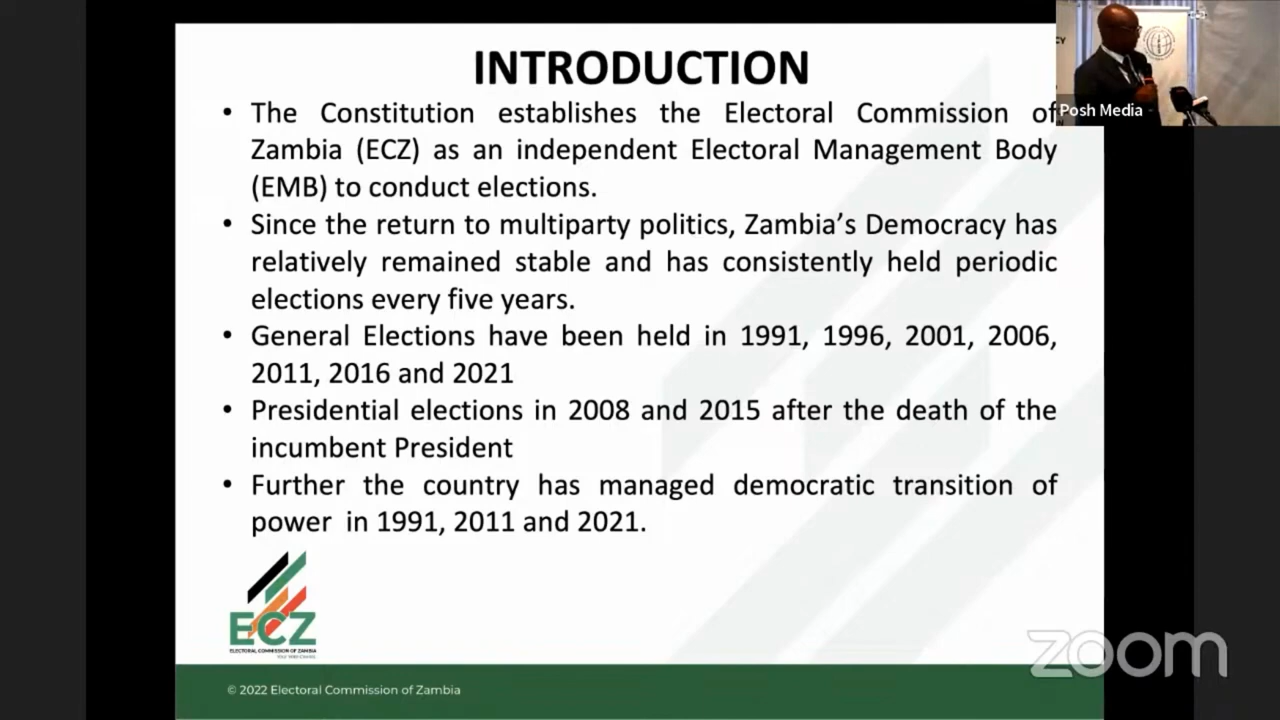 INTRODUCTION
• The Constitution establishes the Electoral Commission of
Zambia (ECZ) as an independent Electoral Management Body
(EMB) to conduct elections.
• Since the return to multiparty politics, Zambia’s Democracy has
relatively remained stable and has consistently held periodic
elections every five years.
• General Elections have been held in 1991, 1996, 2001, 2006,
2011, 2016 and 2021
• Presidential elections in 2008 and 2015 after the death of the
incumbent President
• Further the country has managed democratic transition of
power in 1991, 2011 and 2021.
ECZ
ELECTORAL COMMISSION OF ZAMBIA
© 2022 Electoral Commission of Zambia
Posh Media
zoom